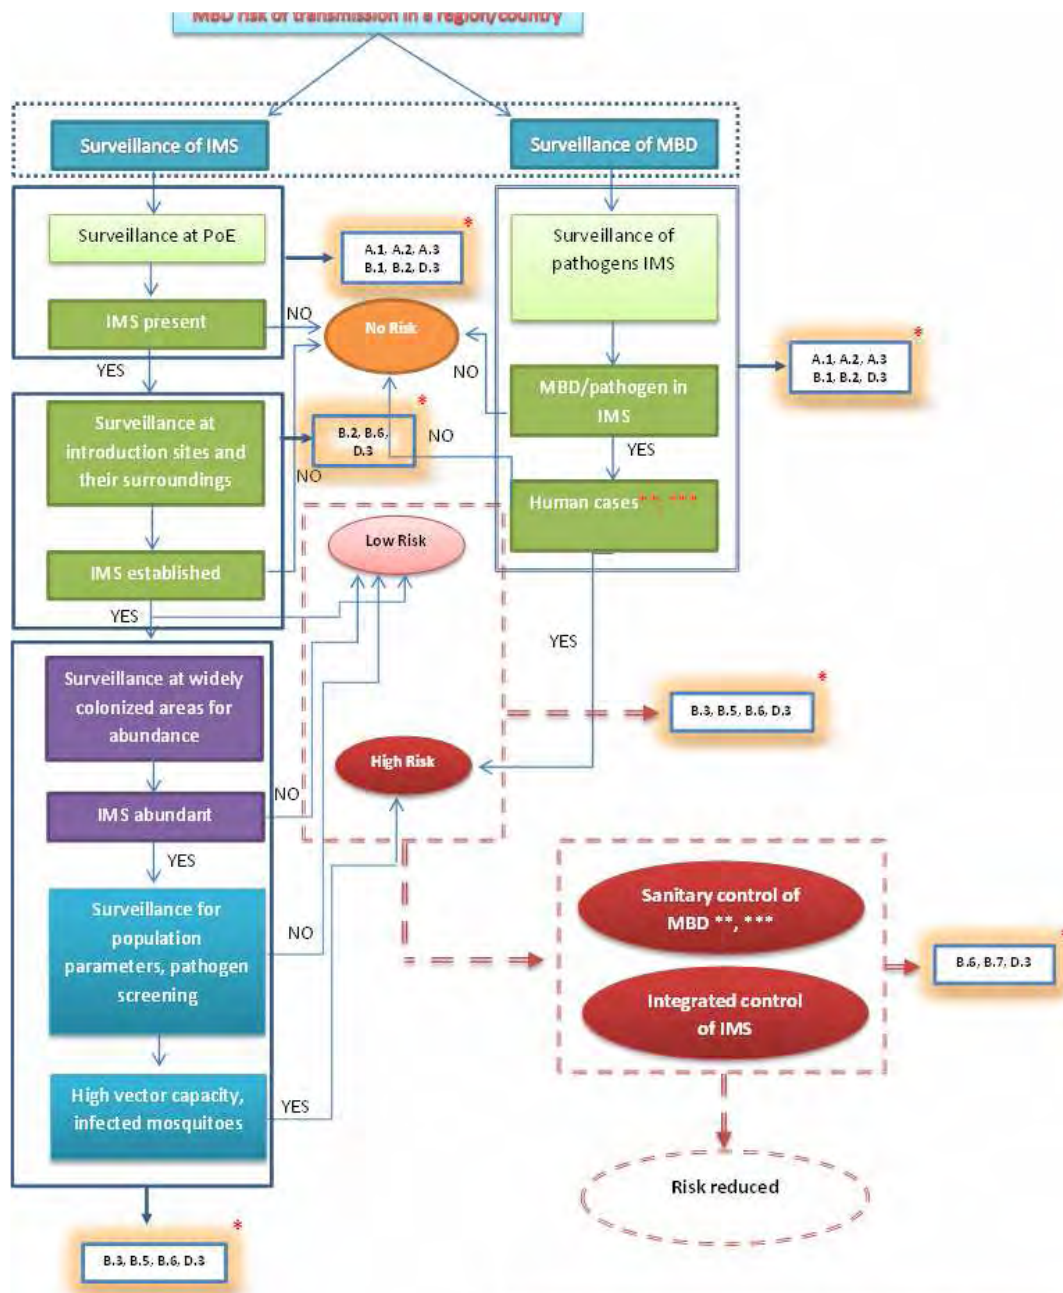 MBD risk of transmission in a region/country
Surveillance of IMS
Surveillance of MBD
Surveillance at PoE
IMS present
NO
YES
*
A.1, A.2, A.3
B.1, B.2, D.3
No Risk
Surveillance of
pathogens IMS
NO
MBD/pathogen in
IMS
YES
Human cases **, ***
*
A.1, A.2, A.3
B.1, B.2, D.3
Surveillance at
introduction sites and
their surroundings
IMS established
NO
YES
*
B.2, B.6,
D.3
NO
Low Risk
YES
High Risk
*
B.3, B.5, B.6, D.3
Surveillance at widely
colonized areas for
abundance
IMS abundant
NO
YES
Surveillance for
population
parameters, pathogen
screening
NO
High vector capacity,
infected mosquitoes
YES
Sanitary control of
MBD **, ***
Integrated control
of IMS
*
B.6, B.7, D.3
Risk reduced
*
B.3, B.5, B.6, D.3